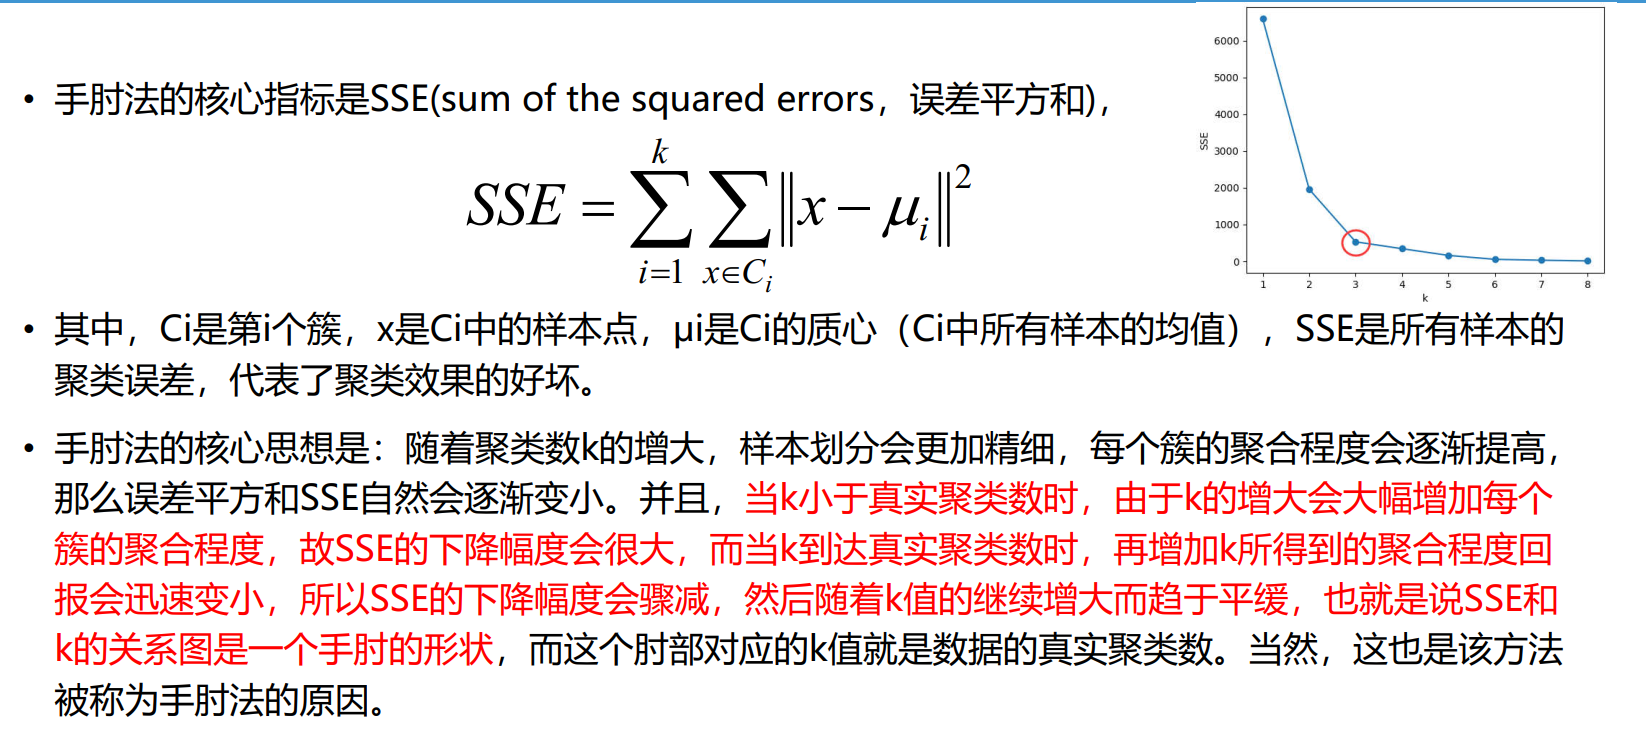 • 手肘法的核心指标是SSE(sum of the squared errors，误差平方和)，
SSE = \sum_{i=1}^{k} \sum_{x∈C_i} ‖x − μ_i‖^2
6000
5000
4000
3000
2000
1000
0
SSE
1 2 3 4 5 6 7 8
k
• 其中，Ci是第i个簇，x是Ci中的样本点，μi是Ci的质心（Ci中所有样本的均值），SSE是所有样本的
聚类误差，代表了聚类效果的好坏。
• 手肘法的核心思想是：随着聚类数k的增大，样本划分会更加精细，每个簇的聚合程度会逐渐提高，
那么误差平方和SSE自然会逐渐变小。并且，当k小于真实聚类数时，由于k的增大会大幅增加每个
簇的聚合程度，故SSE的下降幅度会很大，而当k到达真实聚类数时，再增加k所得到的聚合程度回
报会迅速变小，所以SSE的下降幅度会骤减，然后随着k值的继续增大而趋于平缓，也就是说SSE和
k的关系图是一个手肘的形状，而这个肘部对应的k值就是数据的真实聚类数。当然，这也是该方法
被称为手肘法的原因。